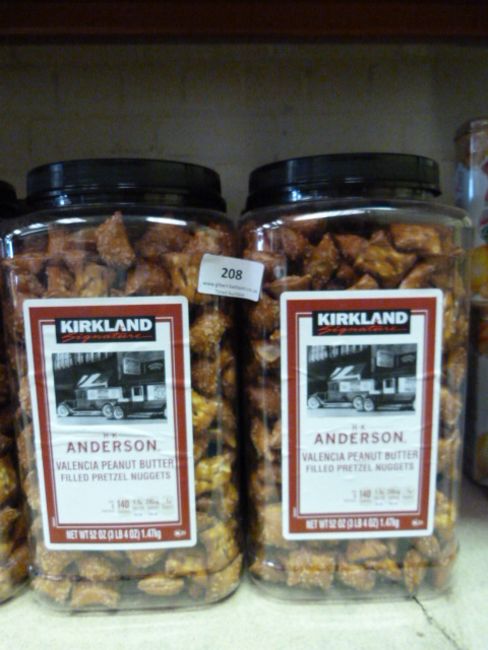 208
KIRKLAND
Signature
H·K
ANDERSON
VALENCIA PEANUT BUTTER
FILLED PRETZEL NUGGETS
140
NET WT 52 OZ (3 LB 4 OZ) 1.47kg
KIRKLAND
Signature
H·K
ANDERSON
VALENCIA PEANUT BUTTER
FILLED PRETZEL NUGGETS
140
NET WT 52 OZ (3 LB 4 OZ) 1.47kg